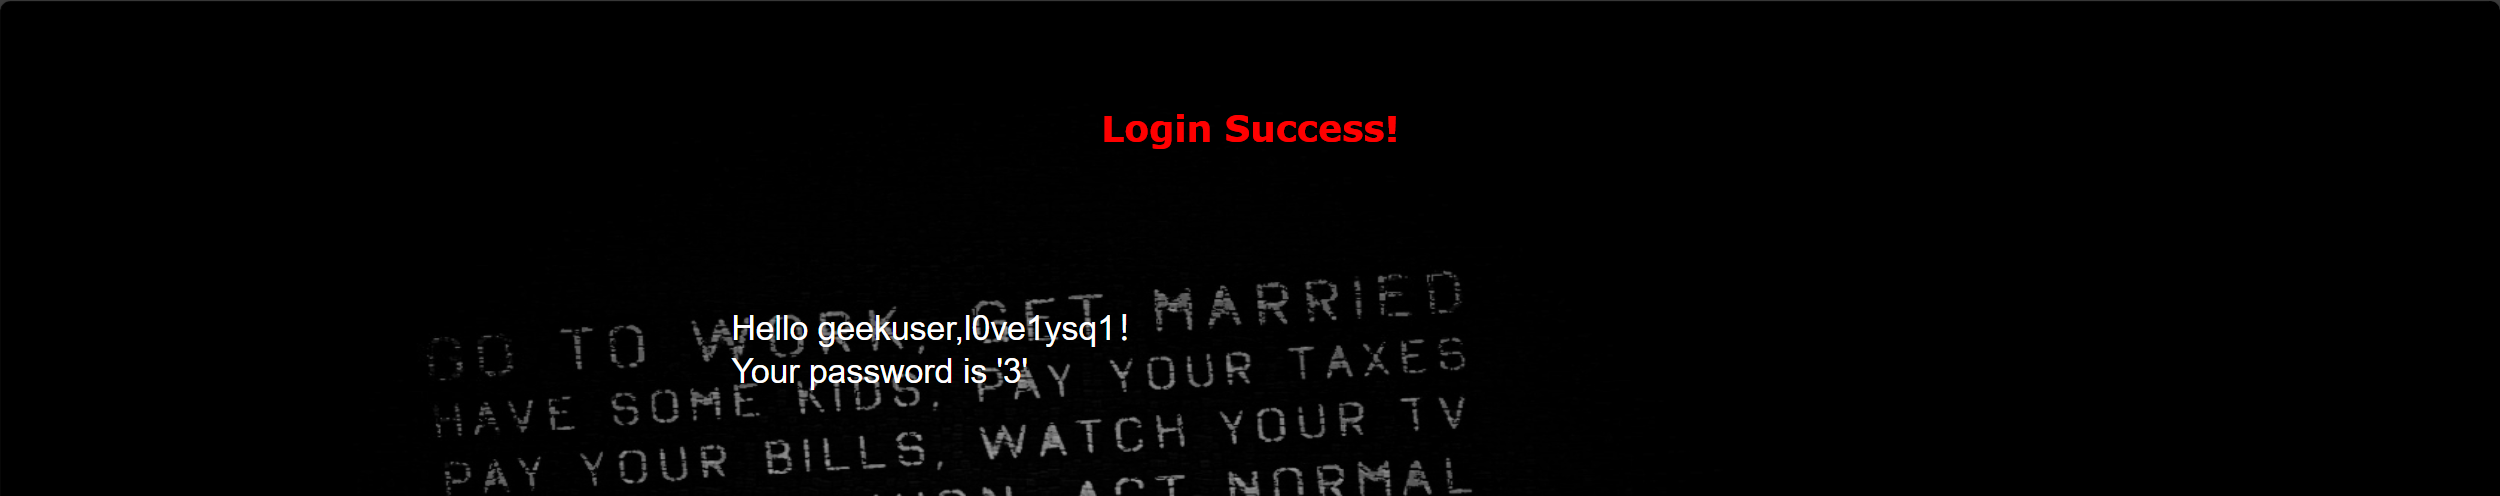 Login Success!
GO TO WORK, GET MARRIED
Hello geekuser,l0ve1ysq1!
HAVE SOME KIDS, PAY YOUR TAXES
Your password is '3'
PAY YOUR BILLS, WATCH YOUR TV
ACT NORMAL